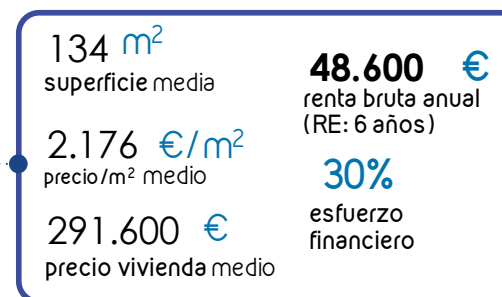 134 m²
superficie media
2.176 €/m²
precio/m² medio
291.600 €
precio vivienda medio
48.600 €
renta bruta anual
(RE: 6 años)
30%
esfuerzo
financiero